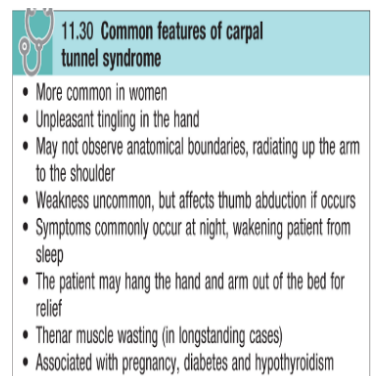 11.30 Common features of carpal
tunnel syndrome
• More common in women
• Unpleasant tingling in the hand
• May not observe anatomical boundaries, radiating up the arm
to the shoulder
• Weakness uncommon, but affects thumb abduction if occurs
• Symptoms commonly occur at night, wakening patient from
sleep
• The patient may hang the hand and arm out of the bed for
relief
• Thenar muscle wasting (in longstanding cases)
• Associated with pregnancy, diabetes and hypothyroidism